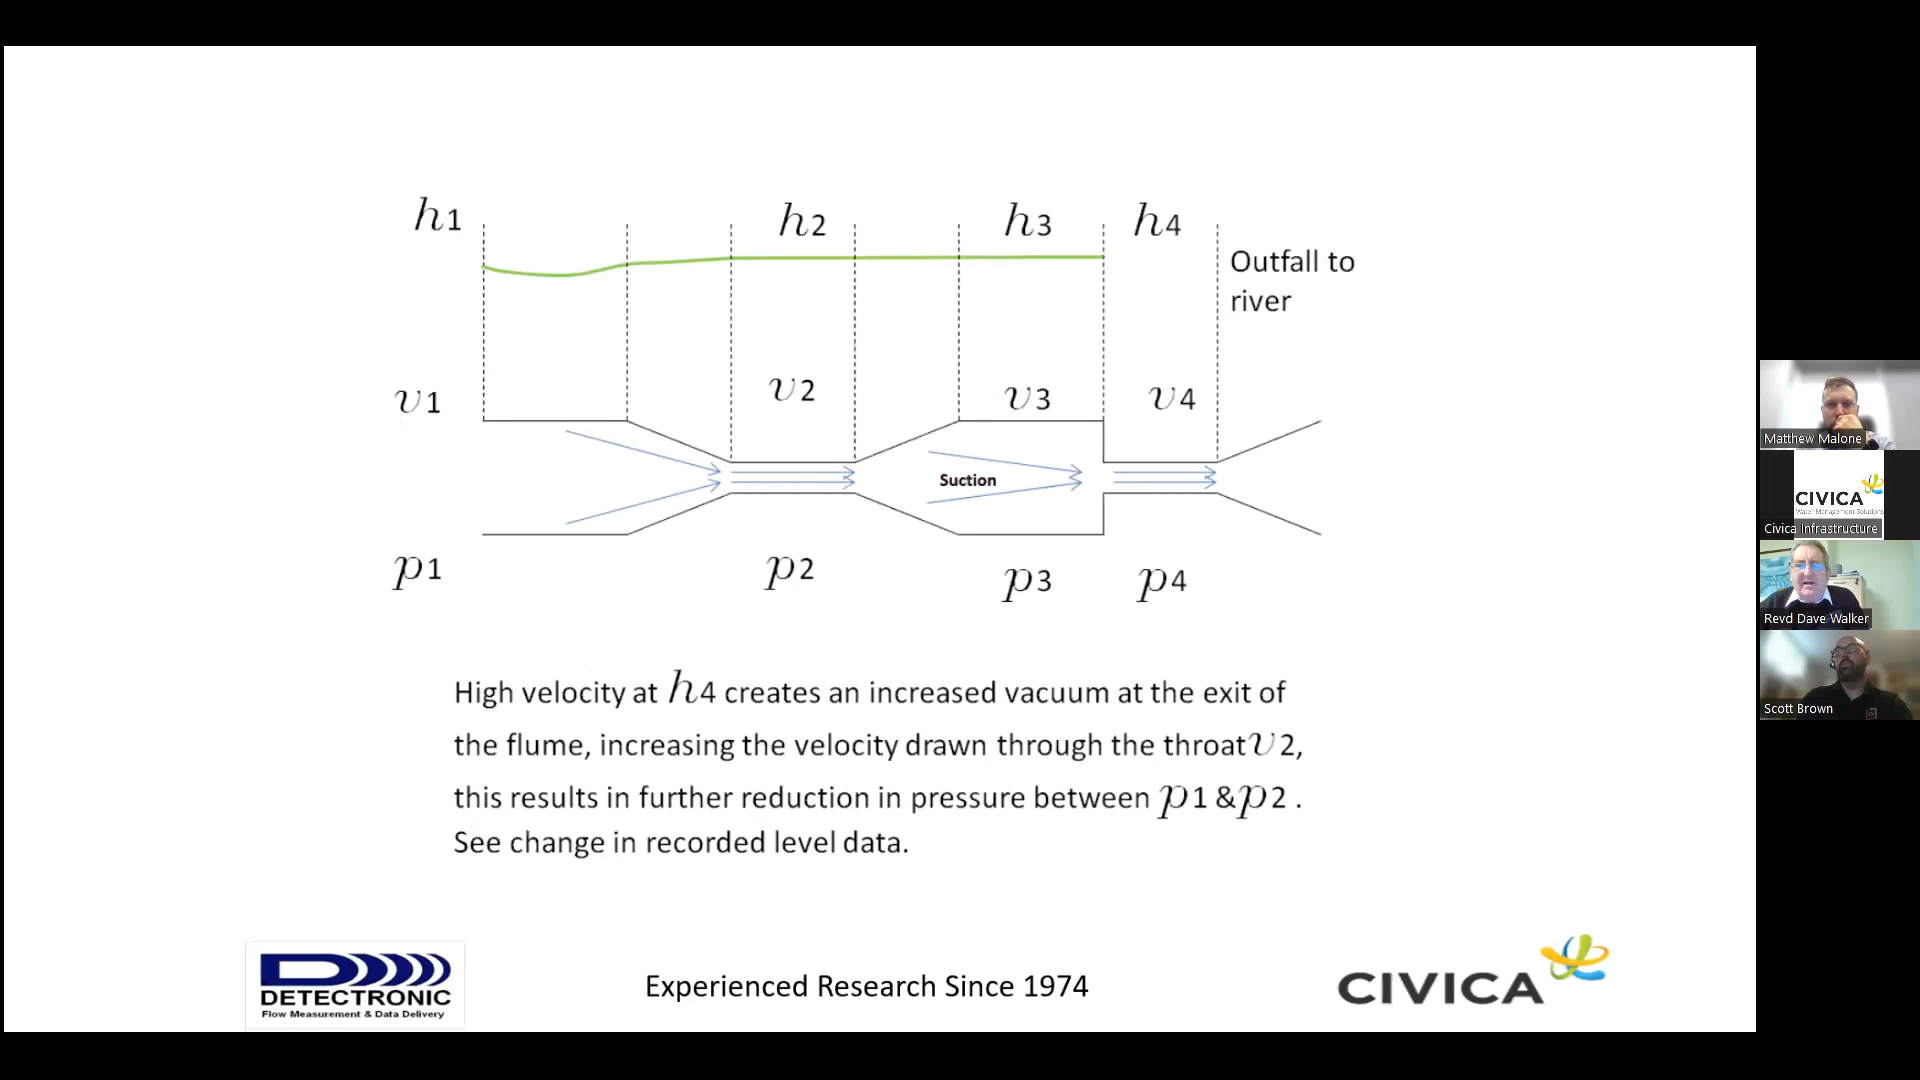 h1
h2
h3
h4
Outfall to
river
v1
v2
v3
v4
Suction
p1
p2
p3
p4
High velocity at h4 creates an increased vacuum at the exit of
the flume, increasing the velocity drawn through the throat v2,
this results in further reduction in pressure between p1 & p2 .
See change in recorded level data.
DETECTRONIC
Flow Measurement & Data Delivery
Experienced Research Since 1974
CIVICA
Matthew Malone
CIVICA
Water Management Solutions
Civica Infrastructure
Revd Dave Walker
Scott Brown